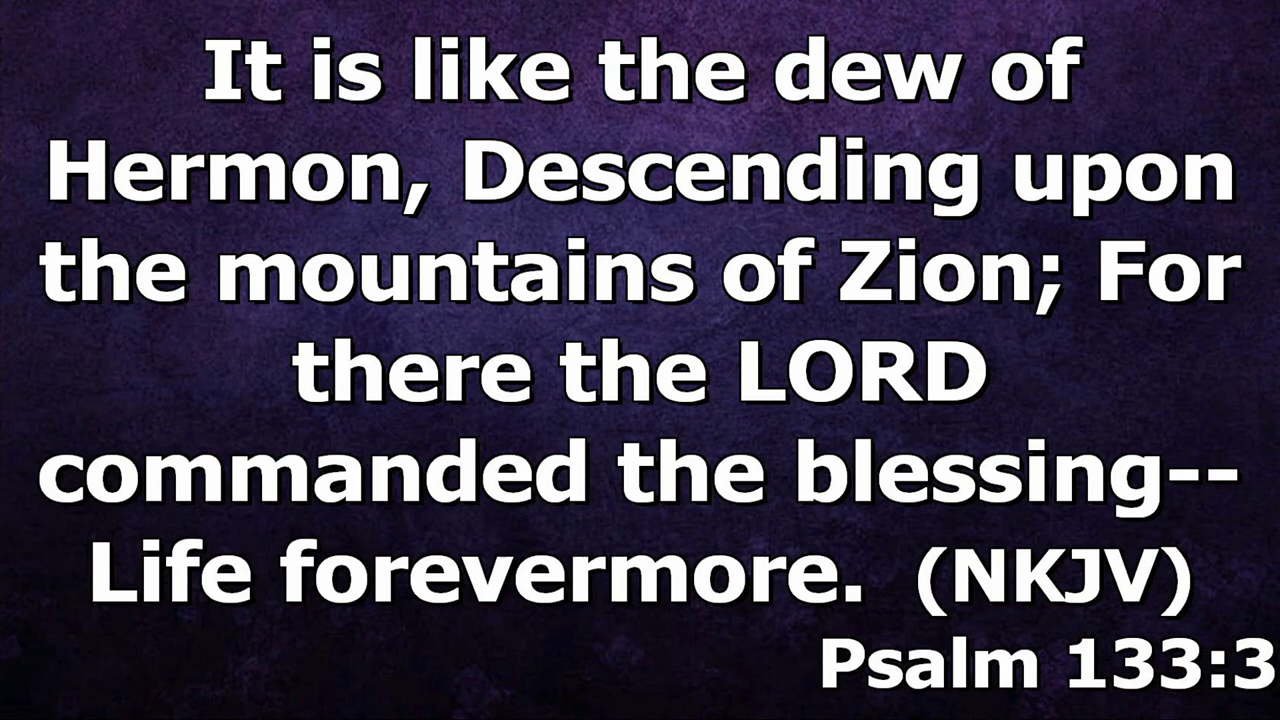 It is like the dew of
Hermon, Descending upon
the mountains of Zion; For
there the LORD
commanded the blessing--
Life forevermore. (NKJV)
Psalm 133:3